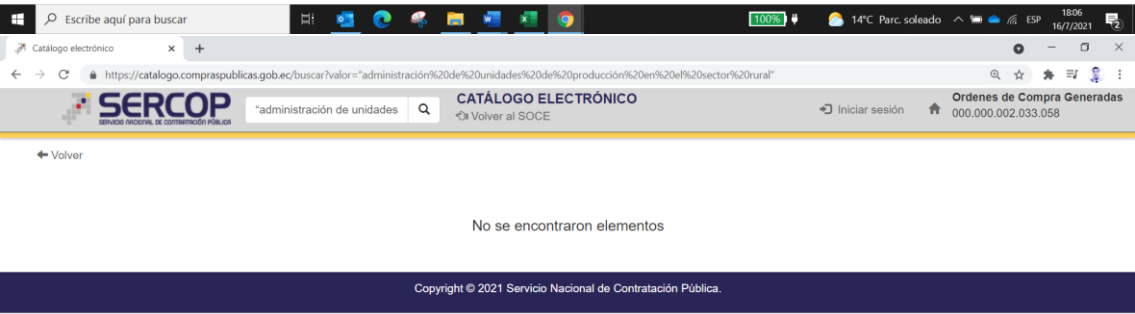 Escribe aquí para buscar
100%
14°C Parc. soleado
ESP
18:06
16/7/2021
2
Catálogo electrónico
https://catalogo.compraspublicas.gob.ec/buscar?valor="administración%20de%20unidades%20de%20producción%20en%20el%20sector%20rural"
SERCOP
SERVICIO NACIONAL DE CONTRATACIÓN PÚBLICA
"administración de unidades
CATÁLOGO ELECTRÓNICO
Volver al SOCE
Iniciar sesión
Ordenes de Compra Generadas
000.000.002.033.058
Volver
No se encontraron elementos
Copyright © 2021 Servicio Nacional de Contratación Pública.